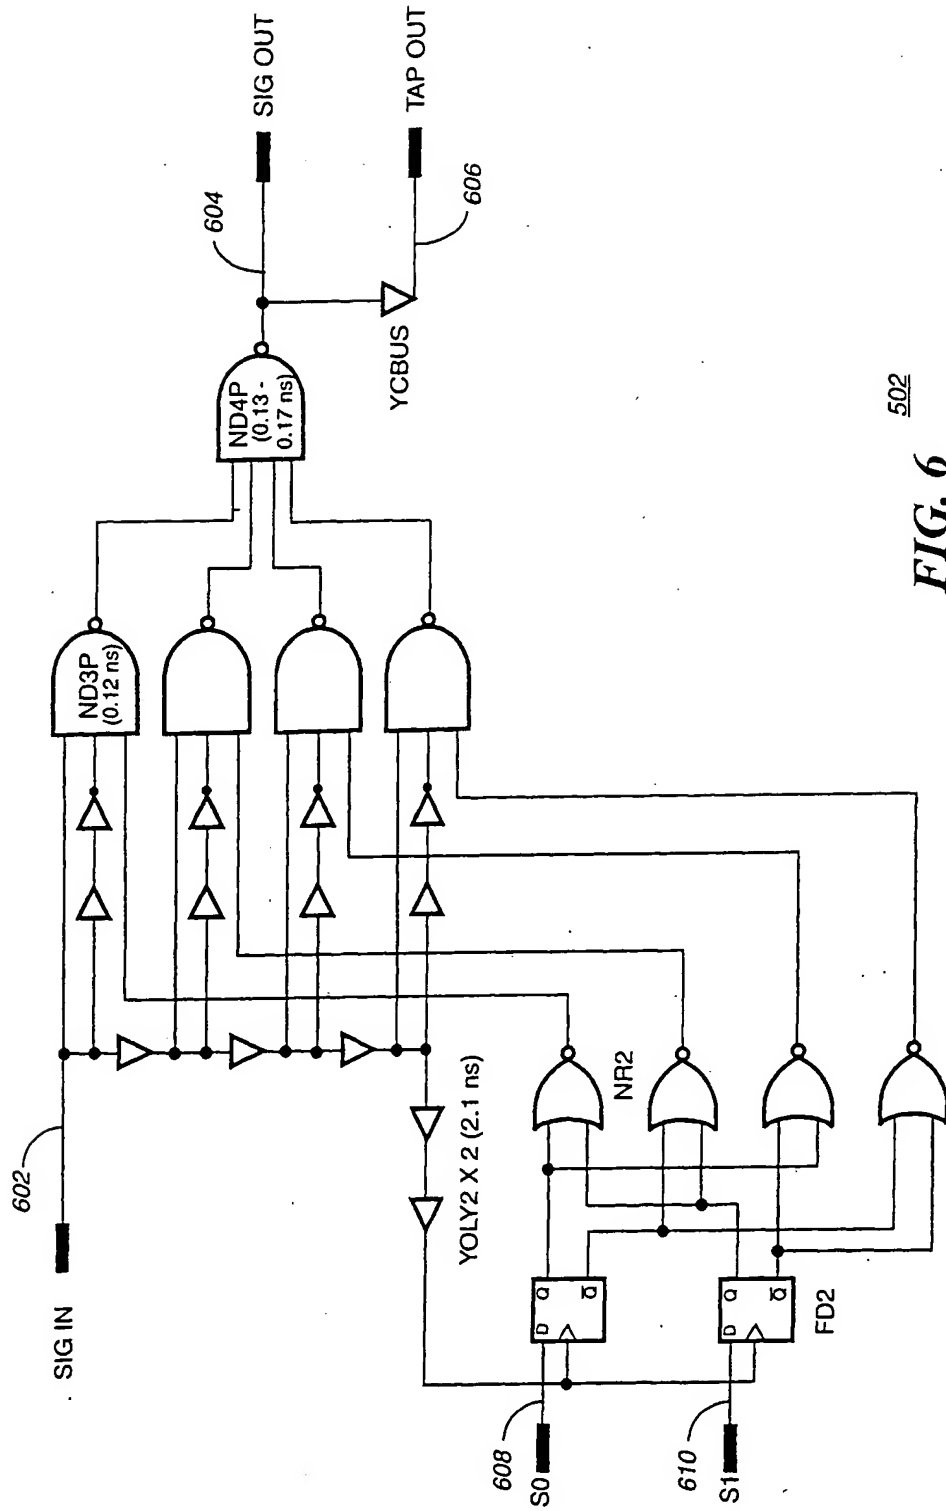 SIG IN
602
S0
608
S1
610
D
Q
Q
D
Q
Q
FD2
NR2
YOLY2 X 2 (2.1 ns)
ND3P
(0.12 ns)
ND4P
(0.13 -
0.17 ns)
604
SIG OUT
YCBUS
606
TAP OUT
502
FIG. 6